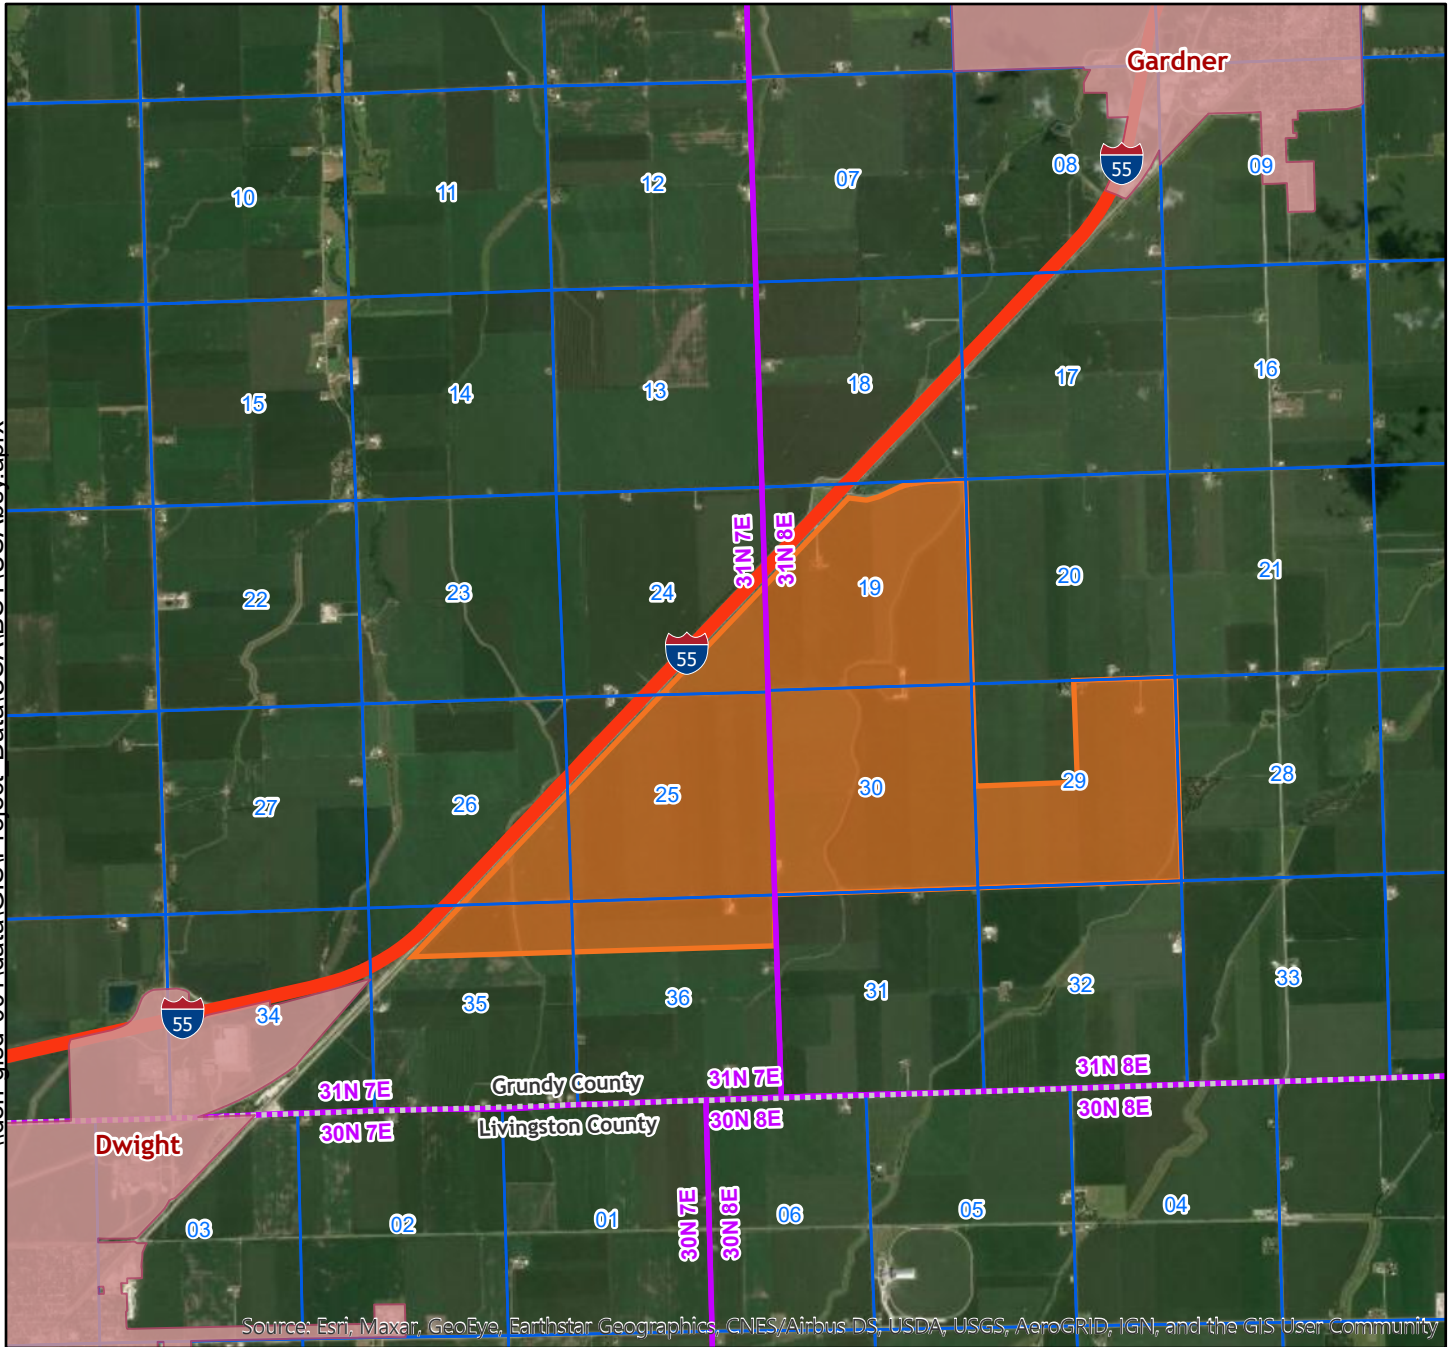 Gardner
55
08
09
12
07
11
10
18
17
16
13
14
15
31N 7E
31N 8E
19
20
21
24
23
22
55
29
28
30
25
26
27
33
32
31
36
35
34
55
31N 8E
31N 7E
Grundy County
31N 7E
30N 8E
30N 8E
Livingston County
30N 7E
Dwight
30N 7E
30N 8E
04
05
06
01
02
03
Source: Esri, Maxar, GeoEye, Earthstar Geographics, CNES/Airbus DS, USDA, USGS, AeroGRID, IGN, and the GIS User Community